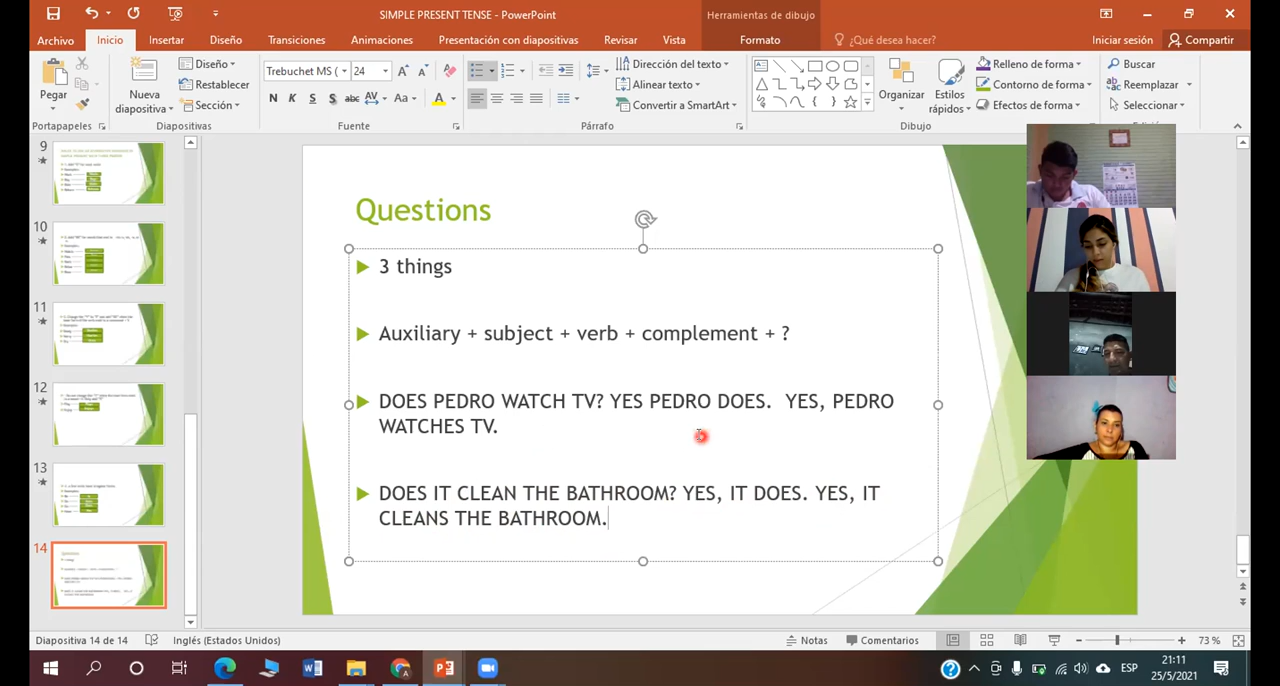 SIMPLE PRESENT TENSE - PowerPoint
Herramientas de dibujo
Archivo Inicio Insertar Diseño Transiciones Animaciones Presentación con diapositivas Revisar Vista Formato ¿Qué desea hacer? Iniciar sesión Compartir
Pegar
Nueva diapositiva
Diseño
Restablecer
Sección
Trebuchet MS ( 24
N K S S abc AV Aa A
Dirección del texto
Alinear texto
Convertir a SmartArt
Organizar
Estilos rápidos
Relleno de forma
Contorno de forma
Efectos de forma
Buscar
Reemplazar
Seleccionar
Portapapeles Diapositivas Fuente Párrafo Dibujo
9
10
11
12
13
14
Questions
3 things
Auxiliary + subject + verb + complement + ?
DOES PEDRO WATCH TV? YES PEDRO DOES. YES, PEDRO
WATCHES TV.
DOES IT CLEAN THE BATHROOM? YES, IT DOES. YES, IT
CLEANS THE BATHROOM.
Diapositiva 14 de 14 Inglés (Estados Unidos) Notas Comentarios 73 %
ESP
21:11
25/5/2021